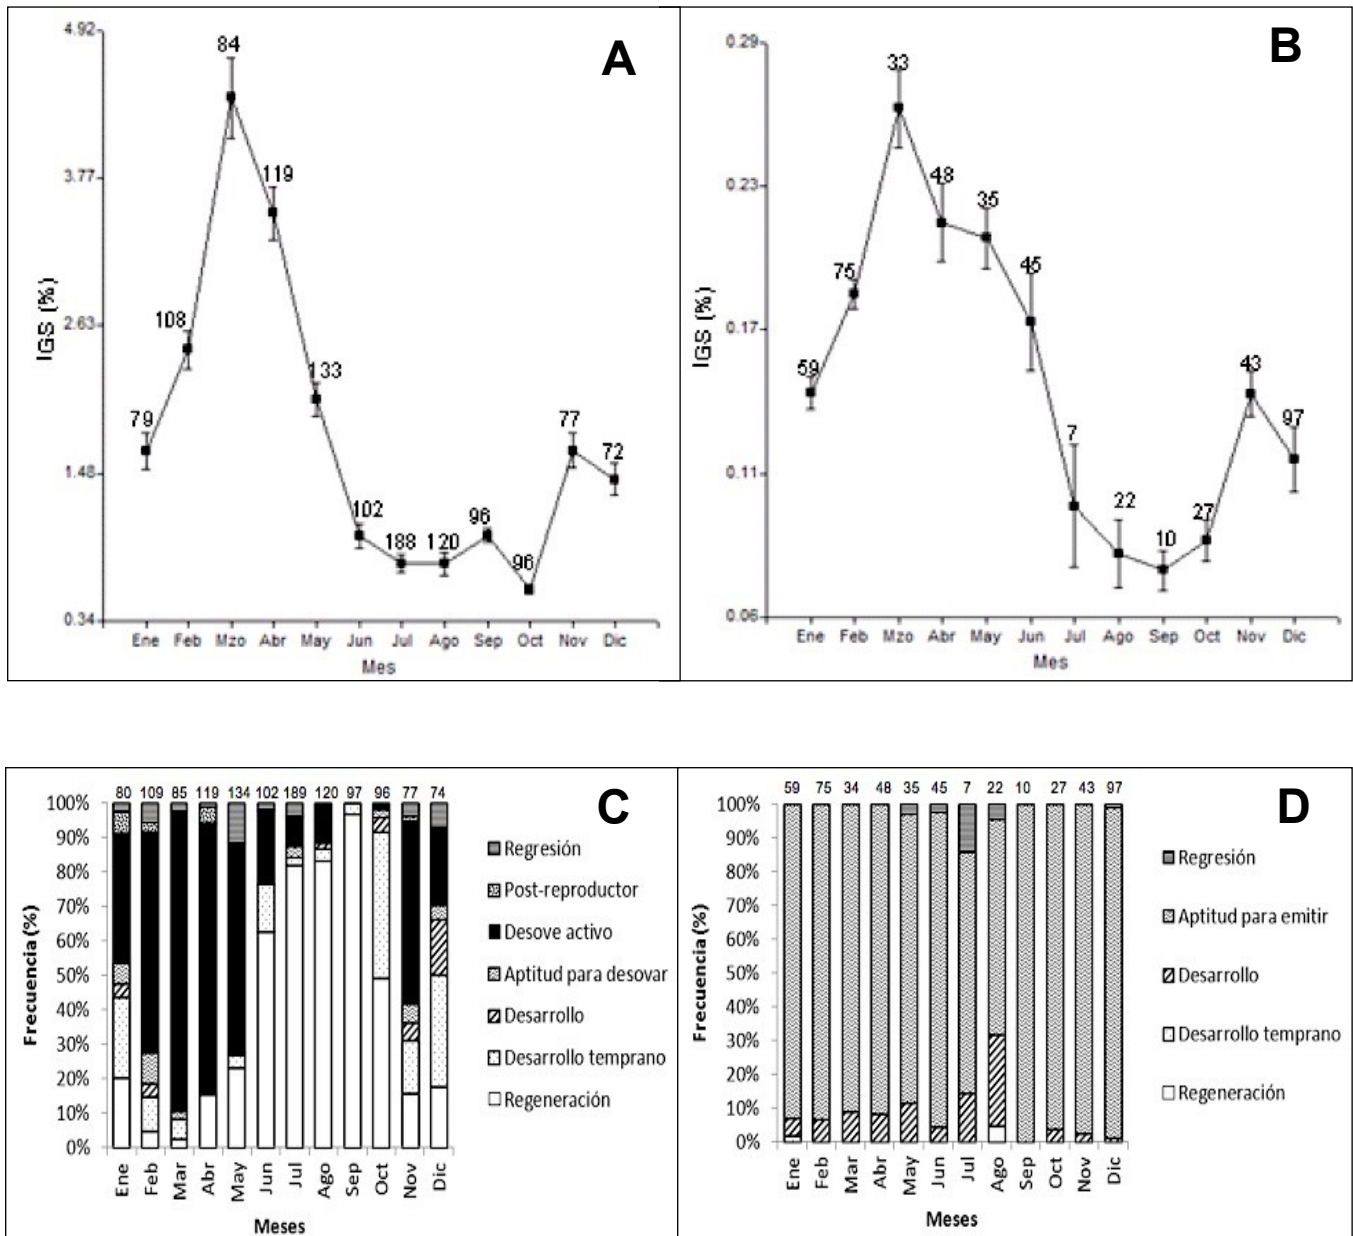 A
IGS (%)
4.92
3.77
2.63
1.48
0.34
79
108
84
119
133
102
188
120
96
96
77
72
Ene Feb Mzo Abr May Jun Jul Ago Sep Oct Nov Dic
Mes
B
IGS (%)
0.29
0.23
0.17
0.11
0.06
59
75
33
48
35
45
7
22
10
27
43
97
Ene Feb Mzo Abr May Jun Jul Ago Sep Oct Nov Dic
Mes
C
80 109 85 119 134 102 189 120 97 96 77 74
Frecuencia (%)
100%
90%
80%
70%
60%
50%
40%
30%
20%
10%
0%
Ene Feb Mar Abr May Jun Jul Ago Sep Oct Nov Dic
Meses
Regresión
Post-reproductor
Desove activo
Aptitud para desovar
Desarrollo
Desarrollo temprano
Regeneración
D
59 75 34 48 35 45 7 22 10 27 43 97
Frecuencia (%)
100%
90%
80%
70%
60%
50%
40%
30%
20%
10%
0%
Ene Feb Mar Abr May Jun Jul Ago Sep Oct Nov Dic
Meses
Regresión
Aptitud para emitir
Desarrollo
Desarrollo temprano
Regeneración